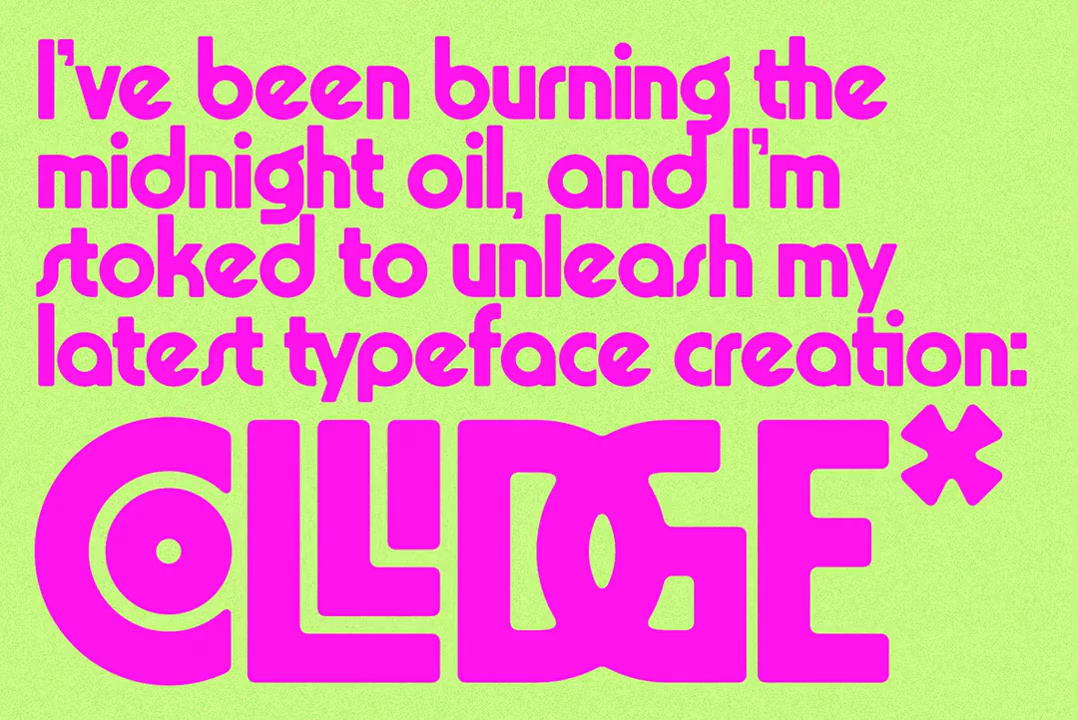 I've been burning the
midnight oil, and I'm
stoked to unleash my
latest typeface creation:
COLLIDGE*